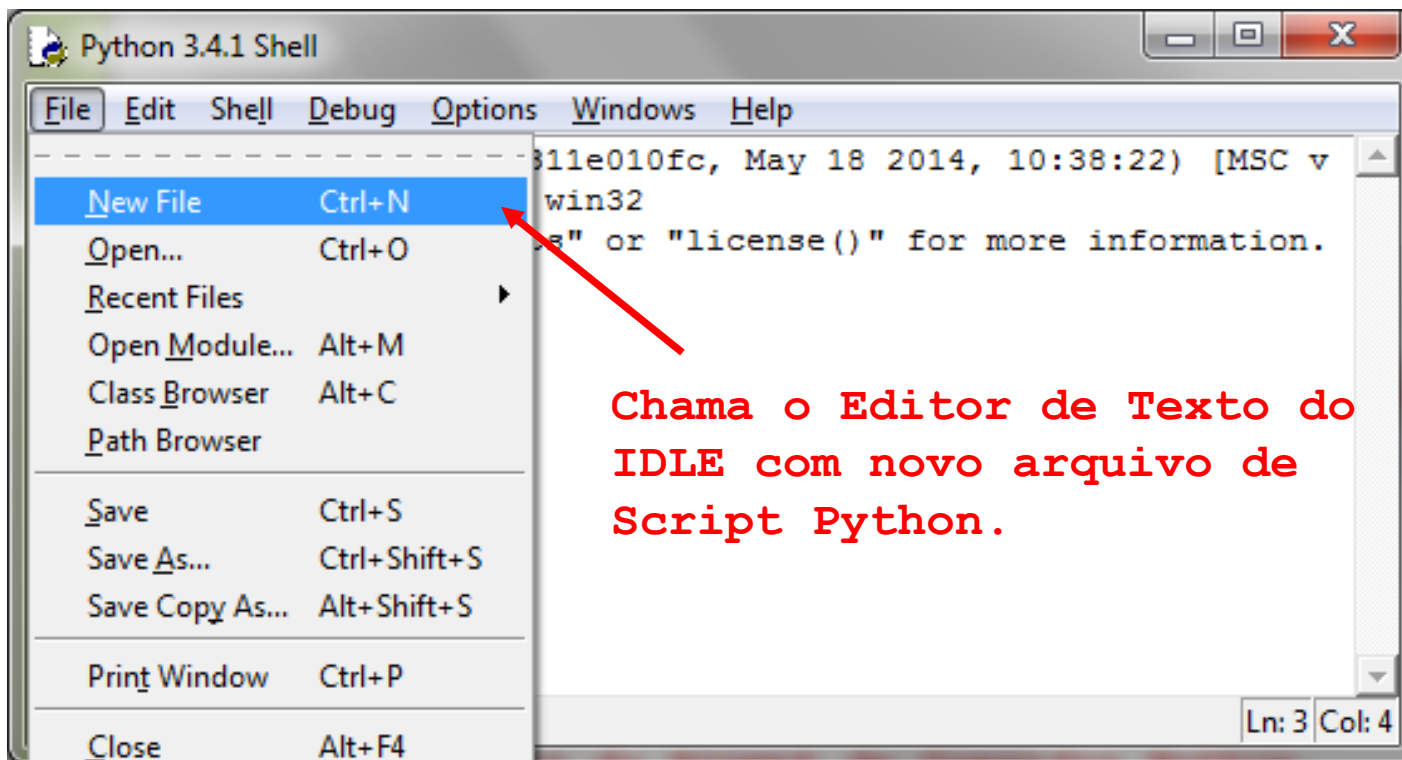 Python 3.4.1 Shell
File Edit Shell Debug Options Windows Help
311e010fc, May 18 2014, 10:38:22) [MSC v
New File Ctrl+N
win32
Open... Ctrl+O
s" or "license()" for more information.
Recent Files
Open Module... Alt+M
Class Browser Alt+C
Path Browser
Chama o Editor de Texto do
IDLE com novo arquivo de
Script Python.
Save Ctrl+S
Save As... Ctrl+Shift+S
Save Copy As... Alt+Shift+S
Print Window Ctrl+P
Close Alt+F4
Ln: 3 Col: 4